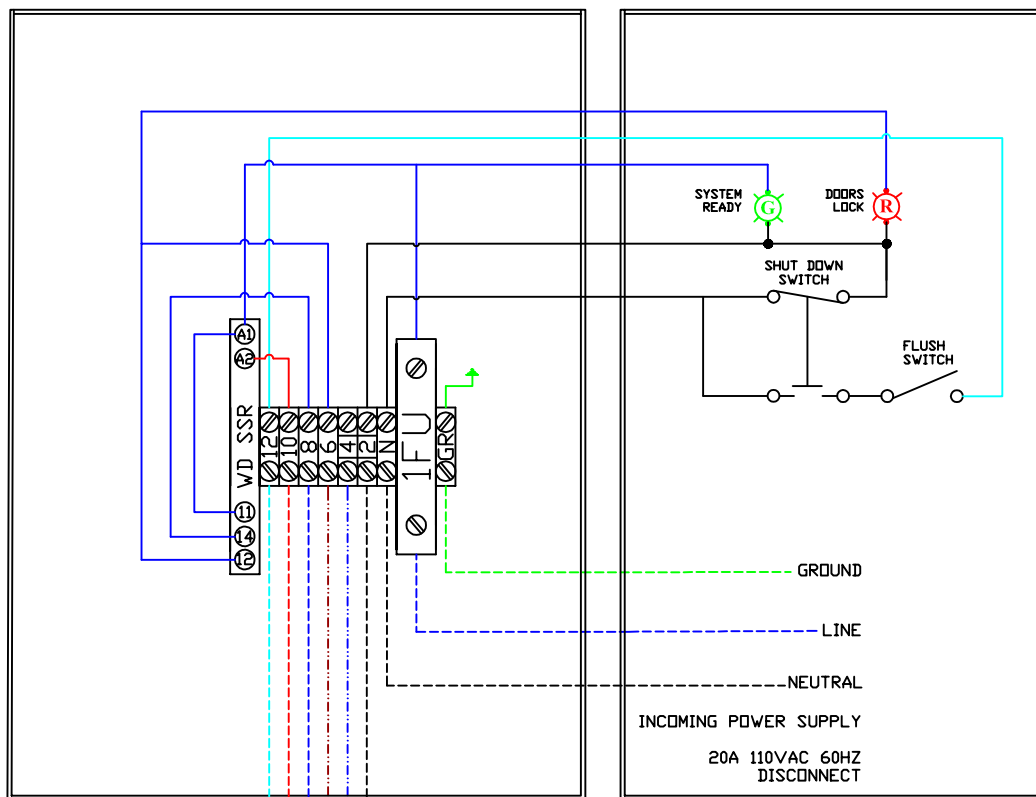 SYSTEM
READY
G
DOORS
LOCK
R
SHUT DOWN
SWITCH
FLUSH
SWITCH
A1
A2
WD SSR
11
14
12
12
10
8
6
4
2
N
1FU
GR
GROUND
LINE
NEUTRAL
INCOMING POWER SUPPLY
20A 110VAC 60HZ
DISCONNECT